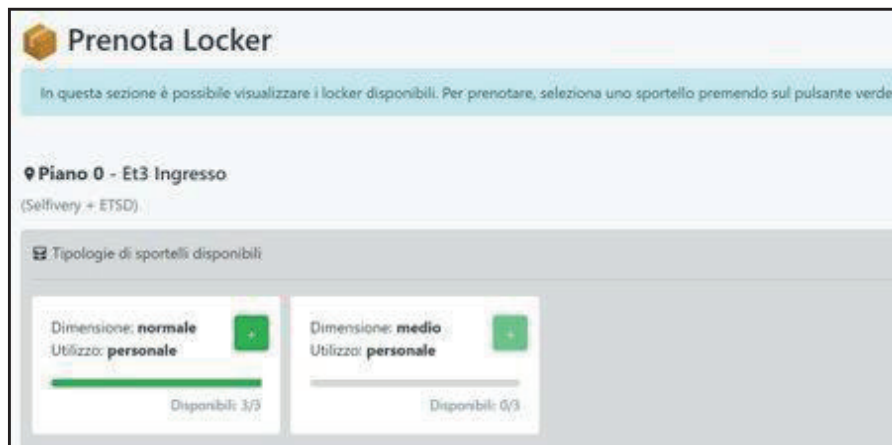 Prenota Locker
In questa sezione è possibile visualizzare i locker disponibili. Per prenotare, seleziona uno sportello premendo sul pulsante verde
Piano 0 - Et3 Ingresso
(Selfivery + ETSD)
Tipologie di sportelli disponibili
Dimensione: normale
Utilizzo: personale
+
Disponibili: 3/3
Dimensione: medio
Utilizzo: personale
+
Disponibili: 0/3